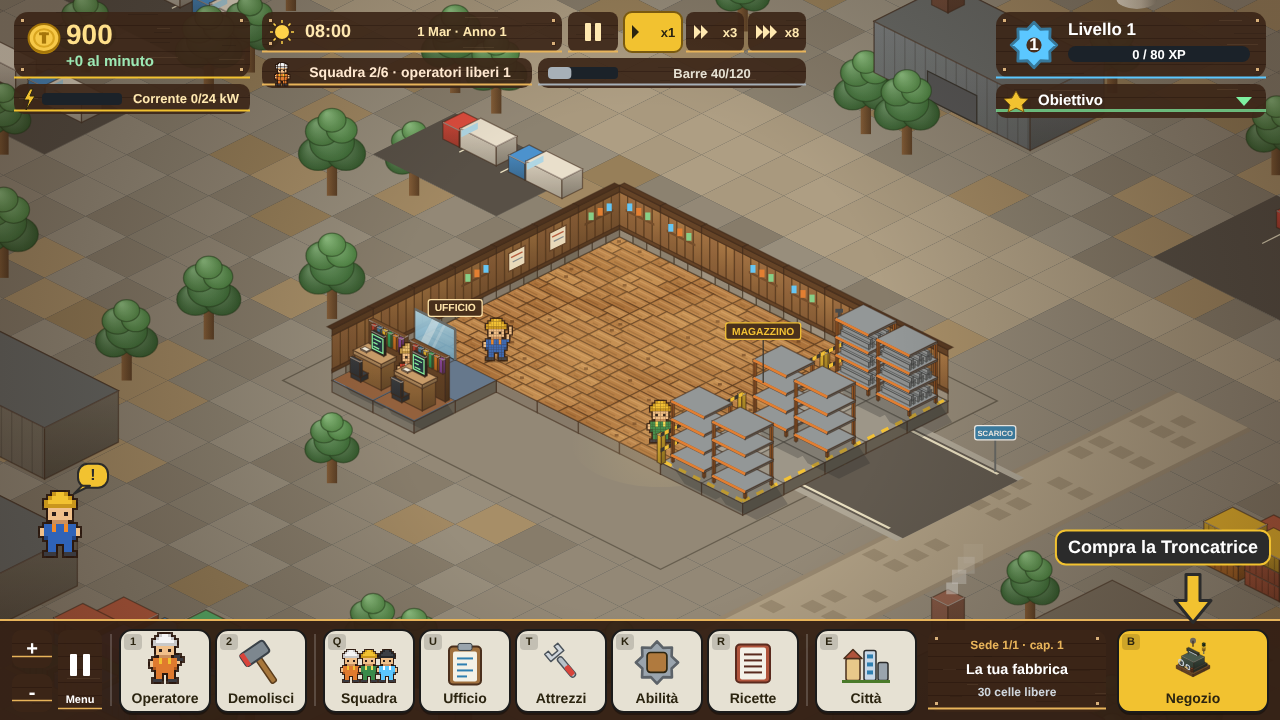 900
+0 al minuto
Corrente 0/24 kW
08:00
1 Mar · Anno 1
x1
x3
x8
Squadra 2/6 · operatori liberi 1
Barre 40/120
1
Livello 1
0 / 80 XP
Obiettivo
UFFICIO
MAGAZZINO
SCARICO
!
Compra la Troncatrice
+
-
Menu
1
Operatore
2
Demolisci
Q
Squadra
U
Ufficio
T
Attrezzi
K
Abilità
R
Ricette
E
Città
Sede 1/1 · cap. 1
La tua fabbrica
30 celle libere
B
Negozio